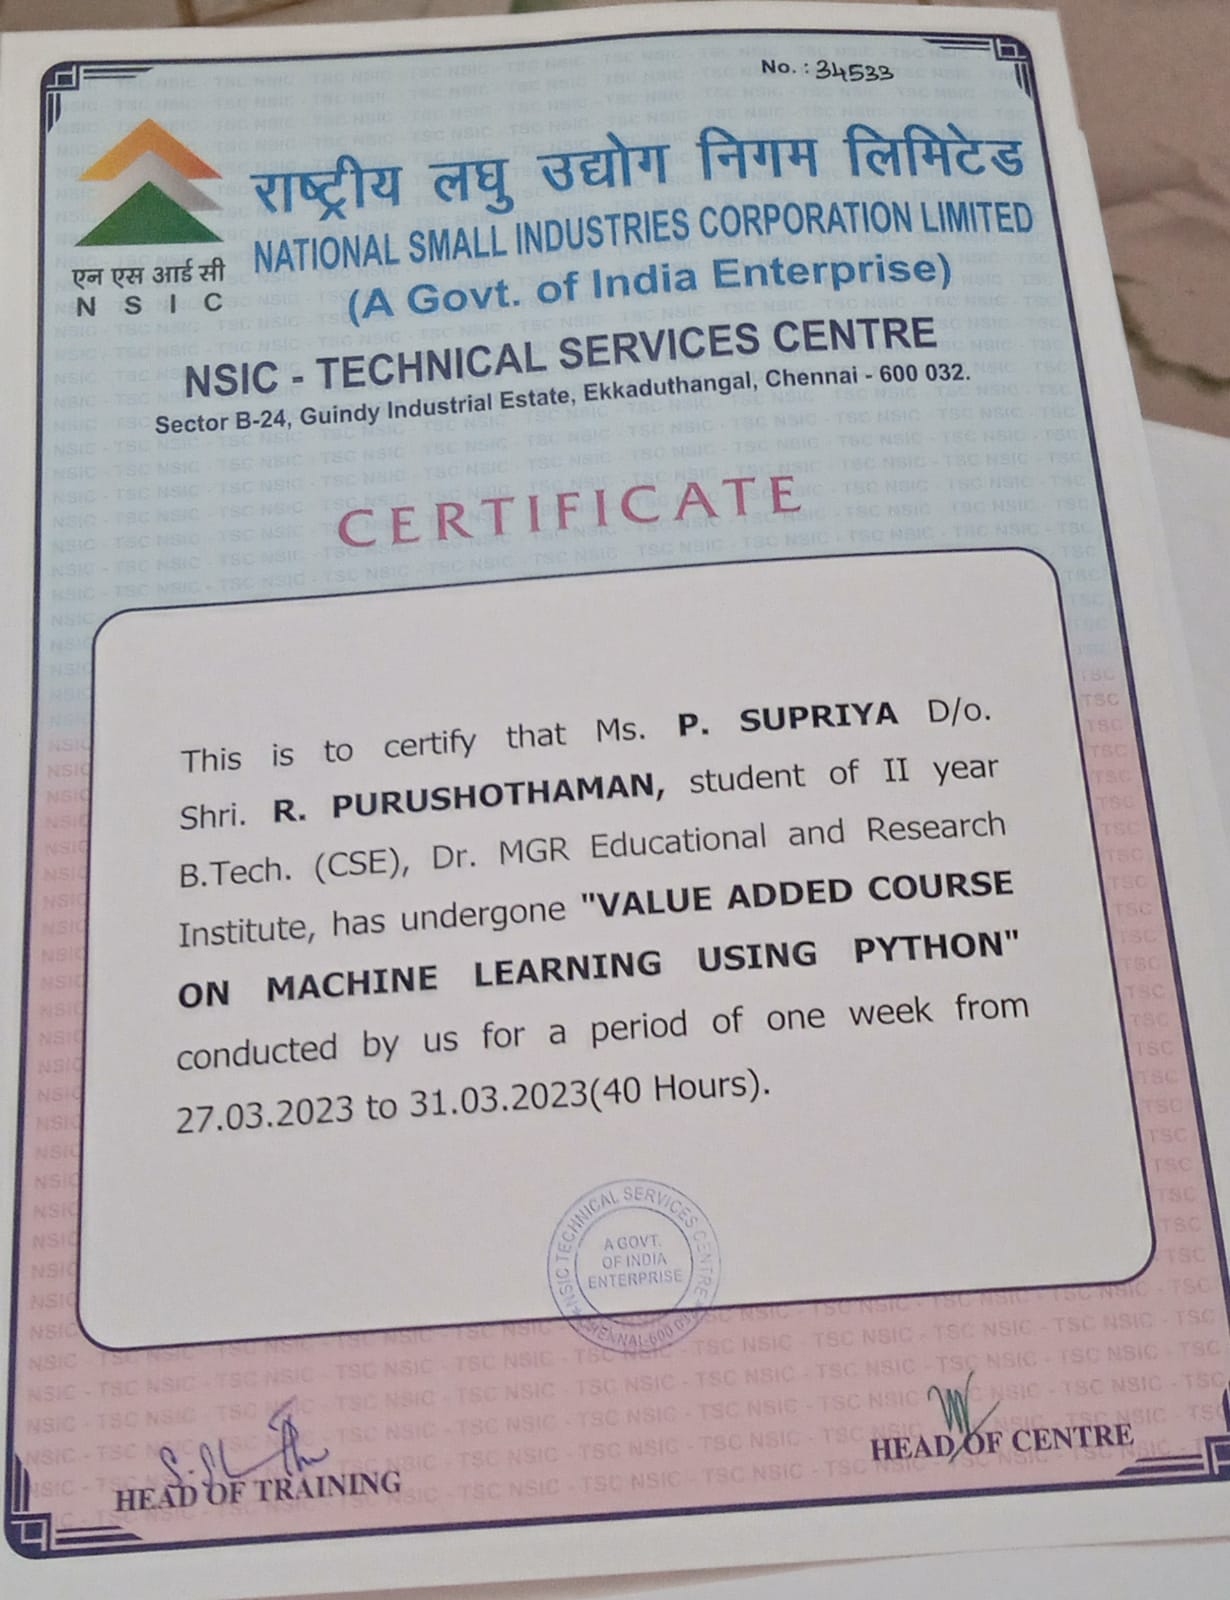 No. : 34533
राष्ट्रीय लघु उद्योग निगम लिमिटेड
NATIONAL SMALL INDUSTRIES CORPORATION LIMITED
(A Govt. of India Enterprise)
एन एस आई सी
N S I C
NSIC - TECHNICAL SERVICES CENTRE
Sector B-24, Guindy Industrial Estate, Ekkaduthangal, Chennai - 600 032.
CERTIFICATE
This is to certify that Ms. P. SUPRIYA D/o.
Shri. R. PURUSHOTHAMAN, student of II year
B.Tech. (CSE), Dr. MGR Educational and Research
Institute, has undergone "VALUE ADDED COURSE
ON MACHINE LEARNING USING PYTHON"
conducted by us for a period of one week from
27.03.2023 to 31.03.2023(40 Hours).
NSIC TECHNICAL SERVICES CENTRE
A GOVT.
OF INDIA
ENTERPRISE
CHENNAI-600
HEAD OF TRAINING
HEAD OF CENTRE